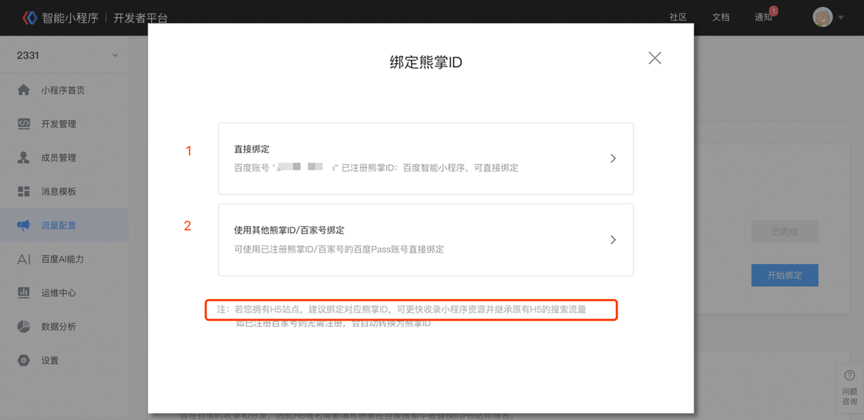 智能小程序 | 开发者平台
社区
文档
通知
1
2331
小程序首页
开发管理
成员管理
消息模板
流量配置
百度AI能力
运维中心
数据分析
设置
绑定熊掌ID
1
直接绑定
百度账号 "
" 已注册熊掌ID：百度智能小程序，可直接绑定
2
使用其他熊掌ID/百家号绑定
可使用已注册熊掌ID/百家号的百度Pass账号直接绑定
注：若您拥有H5站点，建议绑定对应熊掌ID，可更快收录小程序资源并继承原有H5的搜索流量
如已注册百家号则无需注册，会自动转换为熊掌ID
已完成
开始绑定
问题
咨询